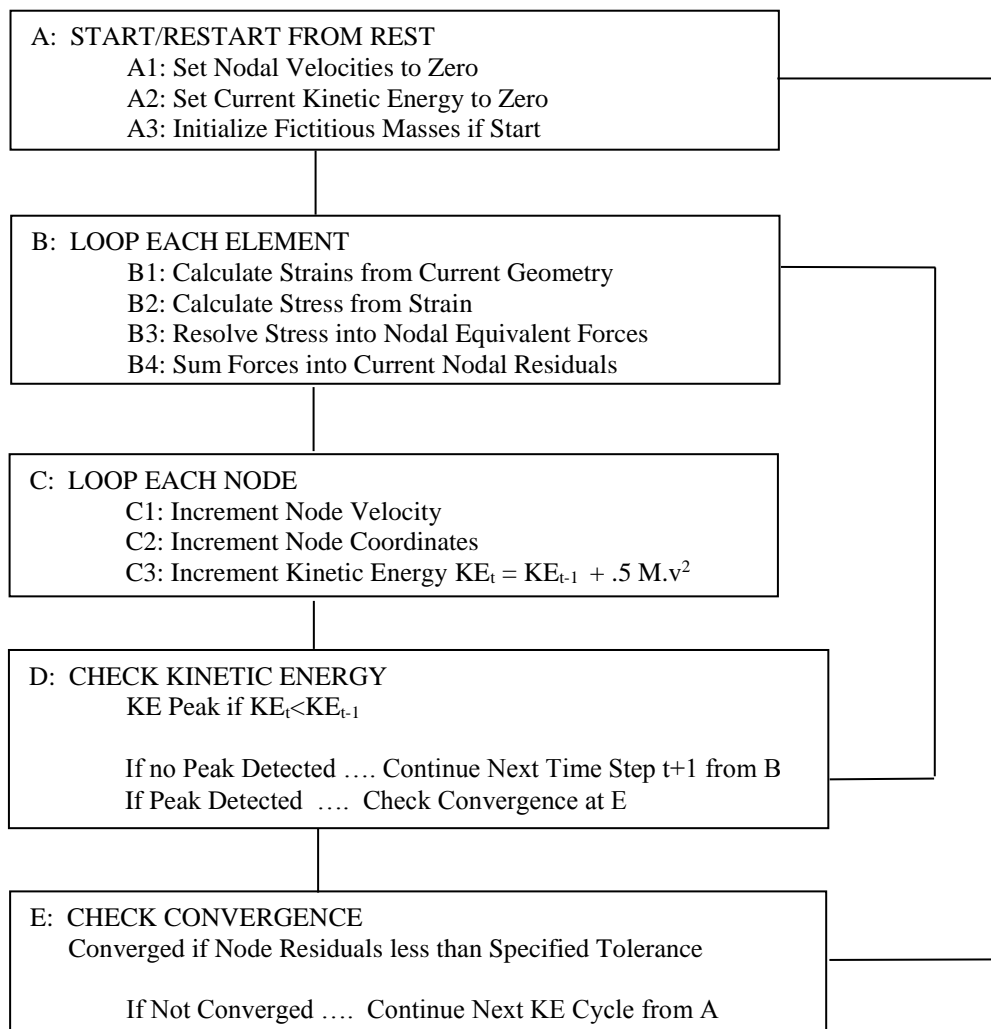 A: START/RESTART FROM REST
A1: Set Nodal Velocities to Zero
A2: Set Current Kinetic Energy to Zero
A3: Initialize Fictitious Masses if Start
B: LOOP EACH ELEMENT
B1: Calculate Strains from Current Geometry
B2: Calculate Stress from Strain
B3: Resolve Stress into Nodal Equivalent Forces
B4: Sum Forces into Current Nodal Residuals
C: LOOP EACH NODE
C1: Increment Node Velocity
C2: Increment Node Coordinates
C3: Increment Kinetic Energy KEₜ = KEₜ₋₁ + .5 M.v²
D: CHECK KINETIC ENERGY
KE Peak if KEₜ<KEₜ₋₁
If no Peak Detected …. Continue Next Time Step t+1 from B
If Peak Detected …. Check Convergence at E
E: CHECK CONVERGENCE
Converged if Node Residuals less than Specified Tolerance
If Not Converged …. Continue Next KE Cycle from A